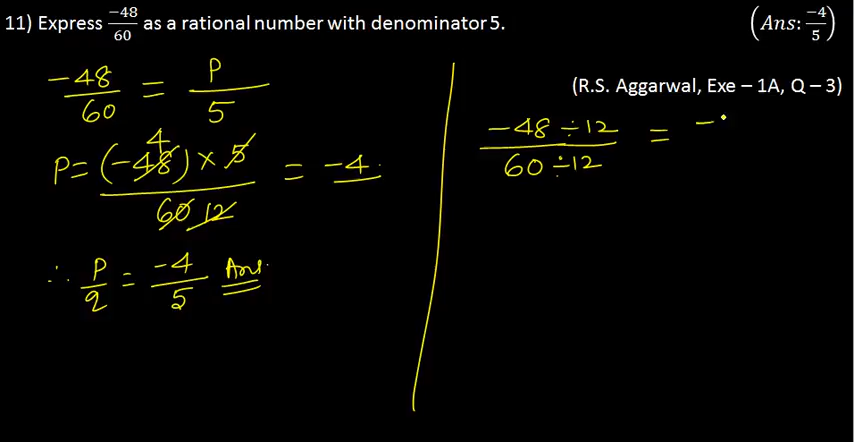 11) Express −48/60 as a rational number with denominator 5.
(Ans: −4/5)
(R.S. Aggarwal, Exe – 1A, Q – 3)
−48/60 = P/5
P = (−48) × 5 / 60 12 = −4
4
∴ P/q = −4/5 Ans.
−48 ÷ 12 / 60 ÷ 12 = −